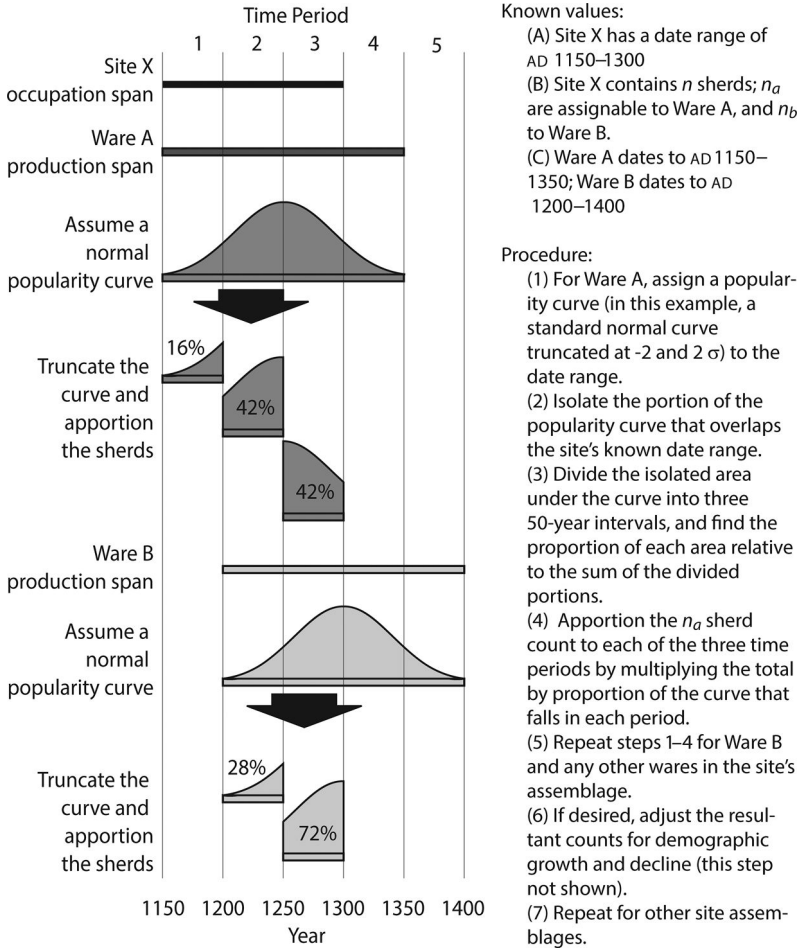 Time Period
1 2 3 4 5
Site X
occupation span
Ware A
production span
Assume a
normal
popularity curve
Truncate the
curve and
apportion
the sherds
16%
42%
42%
Ware B
production span
Assume a
normal
popularity curve
Truncate the
curve and
apportion
the sherds
28%
72%
1150 1200 1250 1300 1350 1400
Year
Known values:
(A) Site X has a date range of
AD 1150–1300
(B) Site X contains n sherds; na
are assignable to Ware A, and nb
to Ware B.
(C) Ware A dates to AD 1150–
1350; Ware B dates to AD
1200–1400
Procedure:
(1) For Ware A, assign a popular-
ity curve (in this example, a
standard normal curve
truncated at -2 and 2 σ) to the
date range.
(2) Isolate the portion of the
popularity curve that overlaps
the site's known date range.
(3) Divide the isolated area
under the curve into three
50-year intervals, and find the
proportion of each area relative
to the sum of the divided
portions.
(4) Apportion the na sherd
count to each of the three time
periods by multiplying the total
by proportion of the curve that
falls in each period.
(5) Repeat steps 1–4 for Ware B
and any other wares in the site's
assemblage.
(6) If desired, adjust the resul-
tant counts for demographic
growth and decline (this step
not shown).
(7) Repeat for other site assem-
blages.